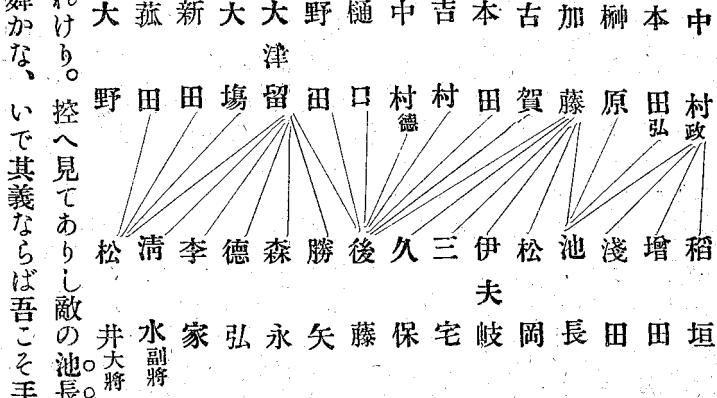 中村政
本田弘
榊原
加藤
古賀
本田
吉村
中村德
樋口
野田
大津留
大塲
新田
菰田
大野
稻垣
增田
淺田
池長
松岡
伊夫岐
三宅
久保
後藤
勝矢
森永
德弘
李家
淸水副將
松井大將
れけり。控へ見てありし敵の池長
かな、いで其義ならば吾こそ